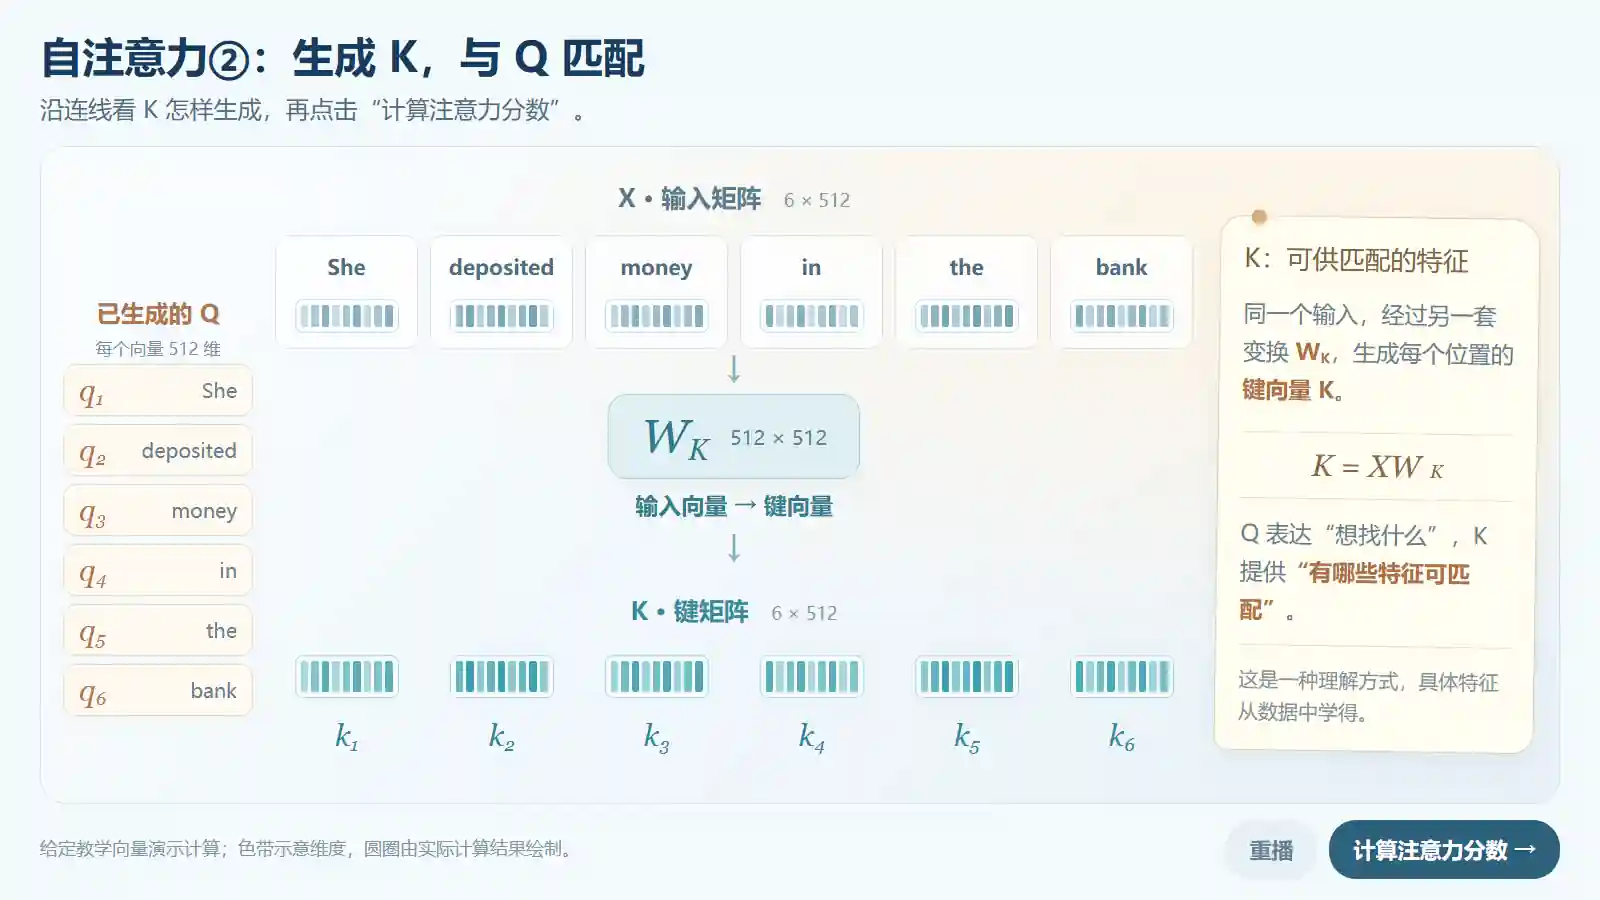 自注意力②：生成 K，与 Q 匹配
沿连线看 K 怎样生成，再点击“计算注意力分数”。
X · 输入矩阵 6 × 512
She deposited money in the bank
已生成的 Q
每个向量 512 维
q₁ She
q₂ deposited
q₃ money
q₄ in
q₅ the
q₆ bank
↓
W_K 512 × 512
输入向量 → 键向量
↓
K · 键矩阵 6 × 512
k₁ k₂ k₃ k₄ k₅ k₆
K：可供匹配的特征
同一个输入，经过另一套
变换 W_K，生成每个位置的
键向量 K。
K = XW_K
Q 表达“想找什么”，K
提供“有哪些特征可匹
配”。
这是一种理解方式，具体特征
从数据中学得。
给定教学向量演示计算；色带示意维度，圆圈由实际计算结果绘制。
重播
计算注意力分数 →